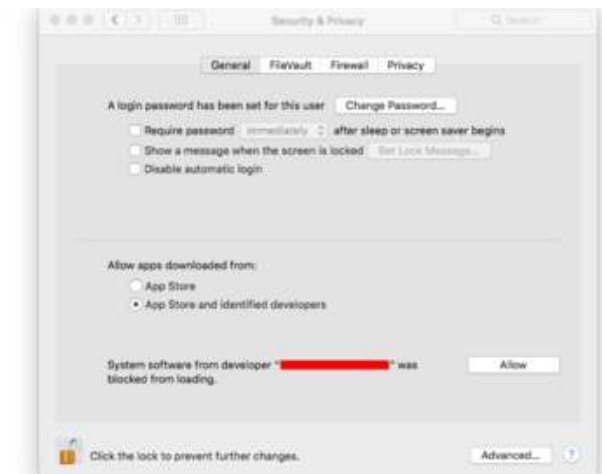 Security & Privacy
Search
General FileVault Firewall Privacy
A login password has been set for this user Change Password...
Require password immediately after sleep or screen saver begins
Show a message when the screen is locked Set Lock Message...
Disable automatic login
Allow apps downloaded from:
App Store
App Store and identified developers
System software from developer "" was Allow
blocked from loading.
Click the lock to prevent further changes. Advanced... ?